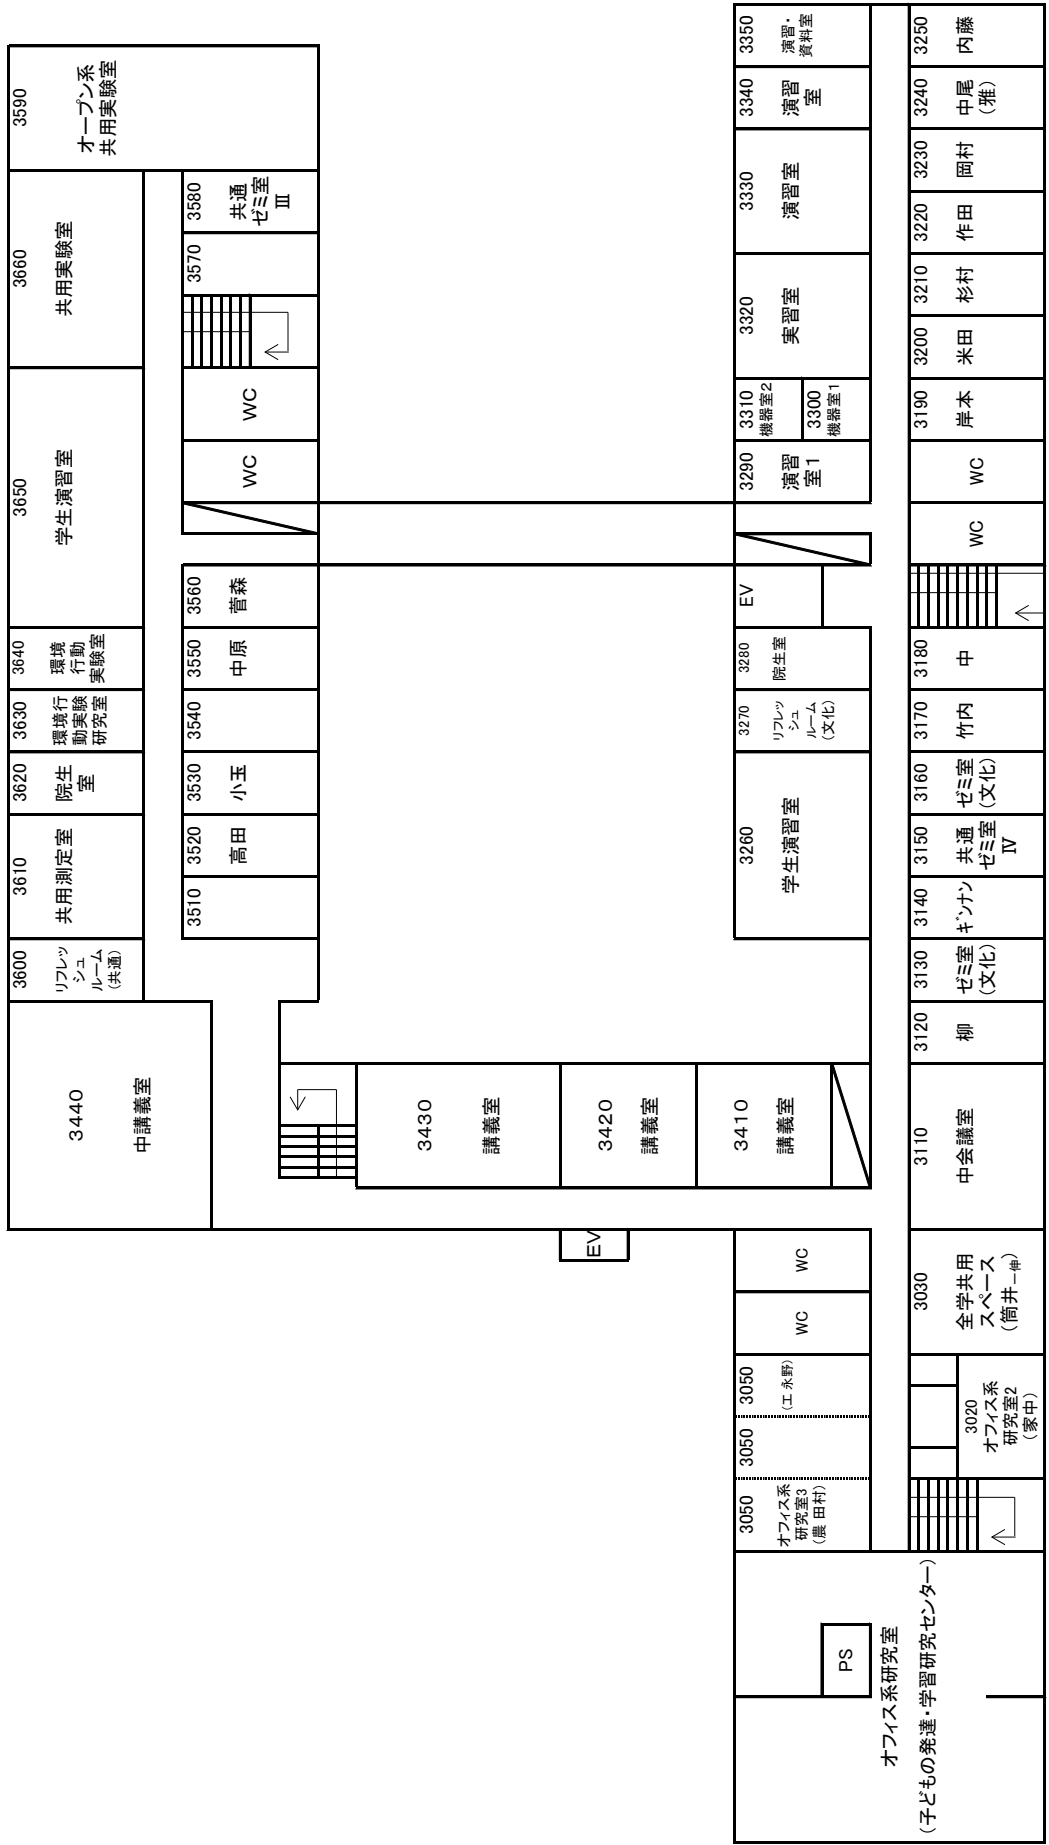 3590
オープン系
共用実験室
3660
共用実験室
3650
学生演習室
3640
環境
行動
実験室
3630
環境行
動実験
研究室
3620
院生
室
3610
共用測定室
3600
リフレッ
シュ
ルーム
(共通)
3440
中講義室
3580
共通
ゼミ室
Ⅲ
3570
WC
WC
3560
菅森
3550
中原
3540
3530
小玉
3520
高田
3510
3430
講義室
3420
講義室
3410
講義室
EV
3350
演習・
資料室
3340
演習
室
3330
演習室
3320
実習室
3310
機器室2
3300
機器室1
3290
演習
室1
EV
3280
院生室
3270
リフレッ
シュ
ルーム
(文化)
3260
学生演習室
WC
WC
3050
(工 永野)
3050
3050
オフィス系
研究室3
(農 田村)
3250
内藤
3240
中尾
(雅)
3230
岡村
3220
作田
3210
杉村
3200
米田
3190
岸本
WC
WC
3180
中
3170
竹内
3160
ゼミ室
(文化)
3150
共通
ゼミ室
Ⅳ
3140
ギンナン
3130
ゼミ室
(文化)
3120
柳
3110
中会議室
3030
全学共用
スペース
(筒井一伸)
3020
オフィス系
研究室2
(家中)
PS
オフィス系研究室
(子どもの発達・学習研究センター)